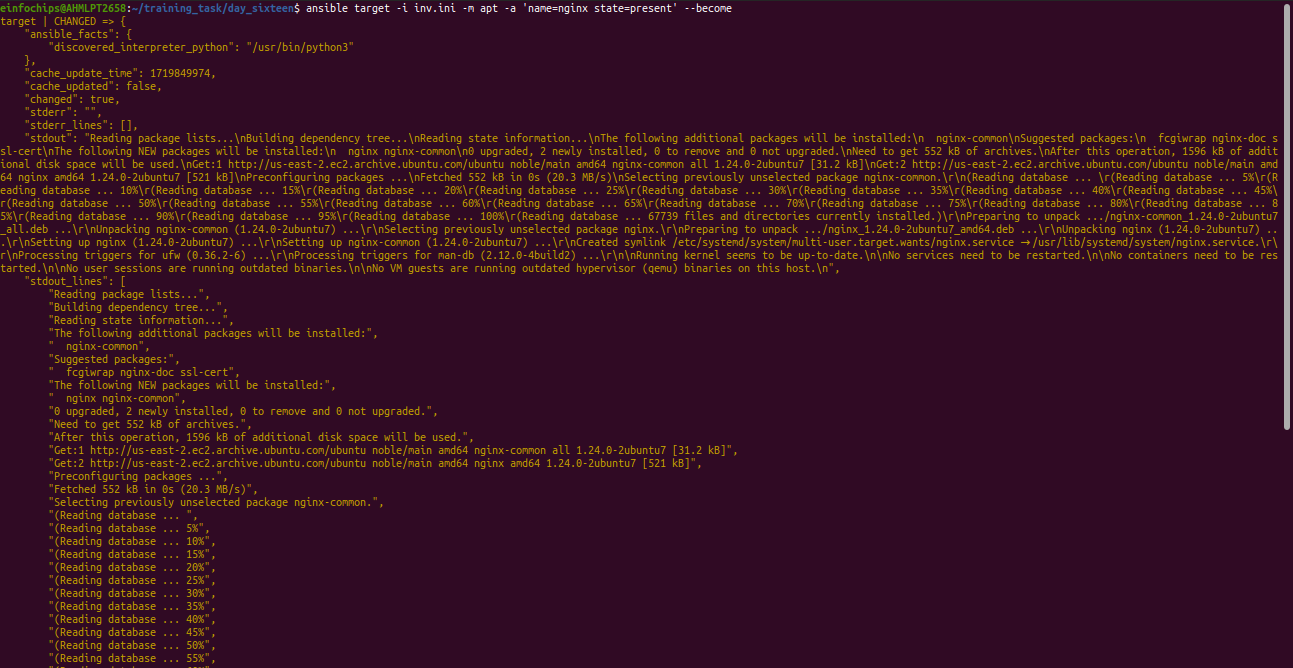 einfochips@AHMLPT2658:~/training_task/day_sixteen$ ansible target -i inv.ini -m apt -a 'name=nginx state=present' --become
target | CHANGED => {
    "ansible_facts": {
        "discovered_interpreter_python": "/usr/bin/python3"
    },
    "cache_update_time": 1719849974,
    "cache_updated": false,
    "changed": true,
    "stderr": "",
    "stderr_lines": [],
    "stdout": "Reading package lists...\nBuilding dependency tree...\nReading state information...\nThe following additional packages will be installed:\n  nginx-common\nSuggested packages:\n  fcgiwrap nginx-doc s
sl-cert\nThe following NEW packages will be installed:\n  nginx nginx-common\n0 upgraded, 2 newly installed, 0 to remove and 0 not upgraded.\nNeed to get 552 kB of archives.\nAfter this operation, 1596 kB of addit
ional disk space will be used.\nGet:1 http://us-east-2.ec2.archive.ubuntu.com/ubuntu noble/main amd64 nginx-common all 1.24.0-2ubuntu7 [31.2 kB]\nGet:2 http://us-east-2.ec2.archive.ubuntu.com/ubuntu noble/main amd
64 nginx amd64 1.24.0-2ubuntu7 [521 kB]\nPreconfiguring packages ...\nFetched 552 kB in 0s (20.3 MB/s)\nSelecting previously unselected package nginx-common.\r\n(Reading database ... \r(Reading database ... 5%\r(R
eading database ... 10%\r(Reading database ... 15%\r(Reading database ... 20%\r(Reading database ... 25%\r(Reading database ... 30%\r(Reading database ... 35%\r(Reading database ... 40%\r(Reading database ... 45%\
r(Reading database ... 50%\r(Reading database ... 55%\r(Reading database ... 60%\r(Reading database ... 65%\r(Reading database ... 70%\r(Reading database ... 75%\r(Reading database ... 80%\r(Reading database ... 8
5%\r(Reading database ... 90%\r(Reading database ... 95%\r(Reading database ... 100%\r(Reading database ... 67739 files and directories currently installed.)\r\nPreparing to unpack .../nginx-common_1.24.0-2ubuntu7
_all.deb ...\r\nUnpacking nginx-common (1.24.0-2ubuntu7) ...\r\nSelecting previously unselected package nginx.\r\nPreparing to unpack .../nginx_1.24.0-2ubuntu7_amd64.deb ...\r\nUnpacking nginx (1.24.0-2ubuntu7) ..
.\r\nSetting up nginx (1.24.0-2ubuntu7) ...\r\nSetting up nginx-common (1.24.0-2ubuntu7) ...\r\nCreated symlink /etc/systemd/system/multi-user.target.wants/nginx.service → /usr/lib/systemd/system/nginx.service.\r\
r\nProcessing triggers for ufw (0.36.2-6) ...\r\nProcessing triggers for man-db (2.12.0-4build2) ...\r\n\nRunning kernel seems to be up-to-date.\n\nNo services need to be restarted.\n\nNo containers need to be res
tarted.\n\nNo user sessions are running outdated binaries.\n\nNo VM guests are running outdated hypervisor (qemu) binaries on this host.\n",
    "stdout_lines": [
        "Reading package lists...",
        "Building dependency tree...",
        "Reading state information...",
        "The following additional packages will be installed:",
        "  nginx-common",
        "Suggested packages:",
        "  fcgiwrap nginx-doc ssl-cert",
        "The following NEW packages will be installed:",
        "  nginx nginx-common",
        "0 upgraded, 2 newly installed, 0 to remove and 0 not upgraded.",
        "Need to get 552 kB of archives.",
        "After this operation, 1596 kB of additional disk space will be used.",
        "Get:1 http://us-east-2.ec2.archive.ubuntu.com/ubuntu noble/main amd64 nginx-common all 1.24.0-2ubuntu7 [31.2 kB]",
        "Get:2 http://us-east-2.ec2.archive.ubuntu.com/ubuntu noble/main amd64 nginx amd64 1.24.0-2ubuntu7 [521 kB]",
        "Preconfiguring packages ...",
        "Fetched 552 kB in 0s (20.3 MB/s)",
        "Selecting previously unselected package nginx-common.",
        "(Reading database ... ",
        "(Reading database ... 5%",
        "(Reading database ... 10%",
        "(Reading database ... 15%",
        "(Reading database ... 20%",
        "(Reading database ... 25%",
        "(Reading database ... 30%",
        "(Reading database ... 35%",
        "(Reading database ... 40%",
        "(Reading database ... 45%",
        "(Reading database ... 50%",
        "(Reading database ... 55%",